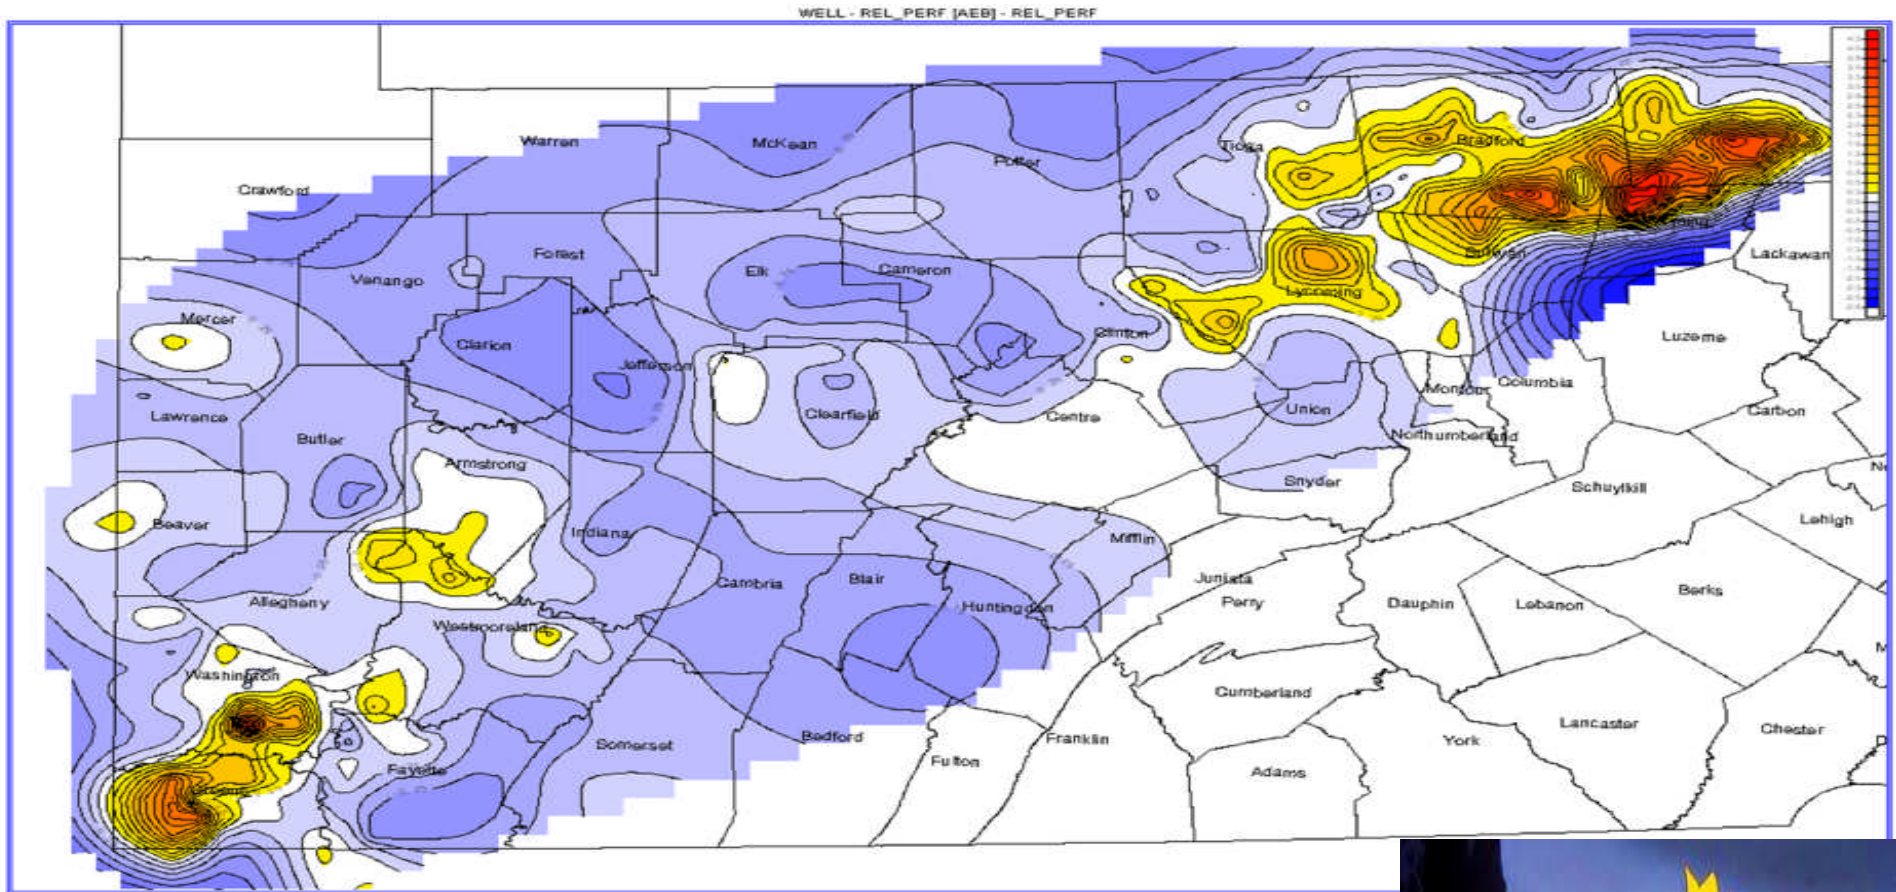 WELL - REL_PERF [AEB] - REL_PERF
Warren
McKean
Potter
Tioga
Bradford
Crawford
Forest
Elk
Cameron
Sullivan
Lackawan
Venango
Lycoming
Mercer
Clarion
Clinton
Luzerne
Jefferson
Lawrence
Clearfield
Centre
Union
Montour
Columbia
Carbon
Butler
Armstrong
Northumberland
Snyder
Schuylkill
Beaver
Indiana
Mifflin
Lehigh
Cambria
Blair
Juniata
Allegheny
Huntingdon
Perry
Dauphin
Lebanon
Berks
Westmoreland
Washington
Cumberland
Somerset
Bedford
Franklin
York
Lancaster
Chester
Fayette
Fulton
Adams